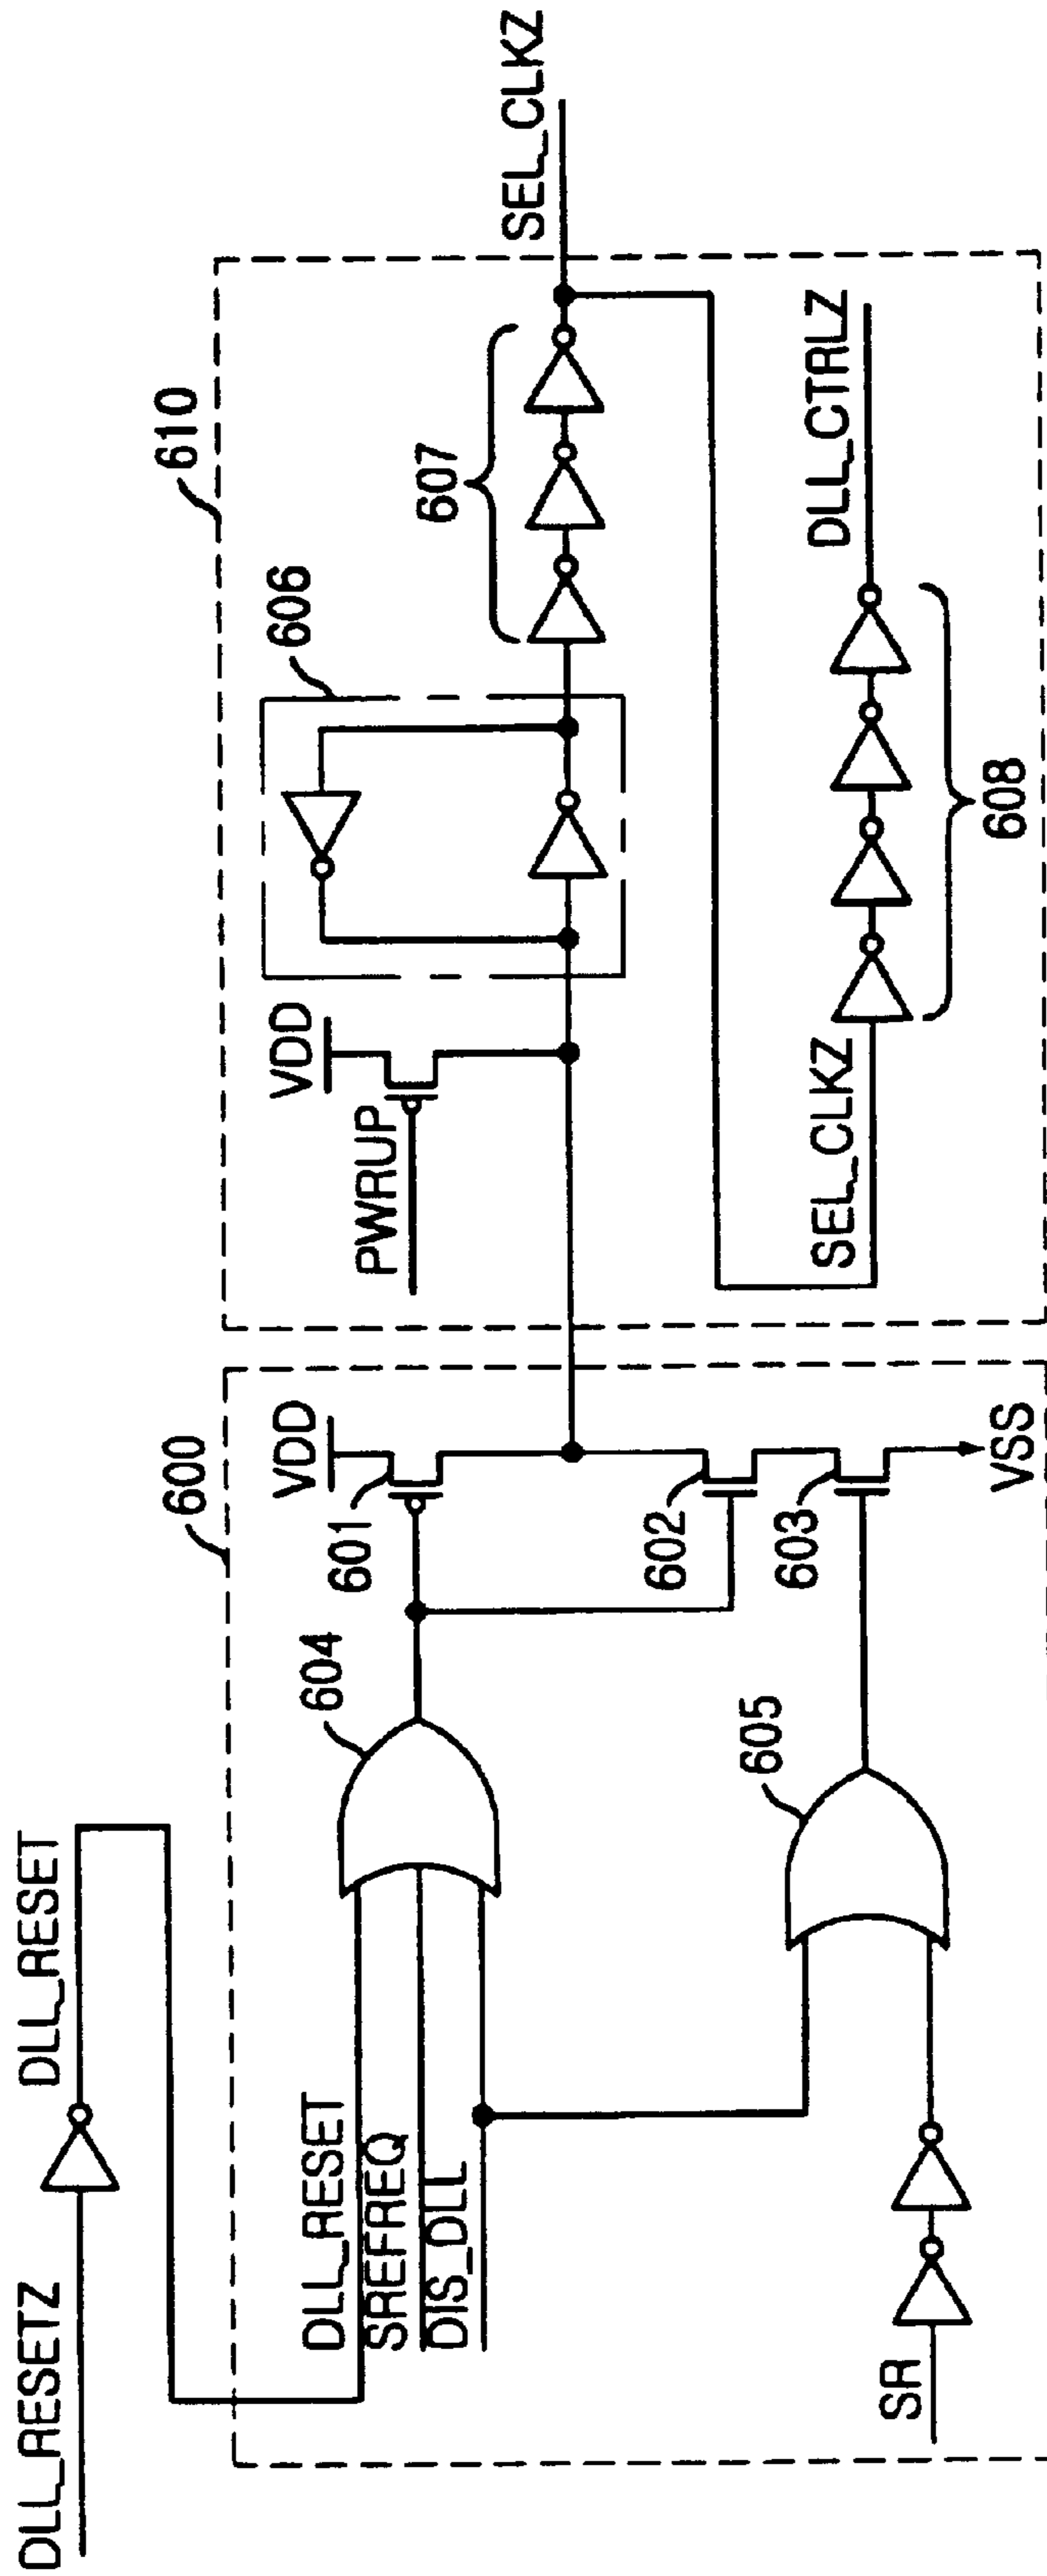 DLL_RESETZ
DLL_RESET
600
610
DLL_RESET
SREFREQ
DIS_DLL
604
VDD
601
602
603
VSS
605
SR
PWRUP
VDD
606
607
SEL_CLKZ
SEL_CLKZ
608
DLL_CTRLZ